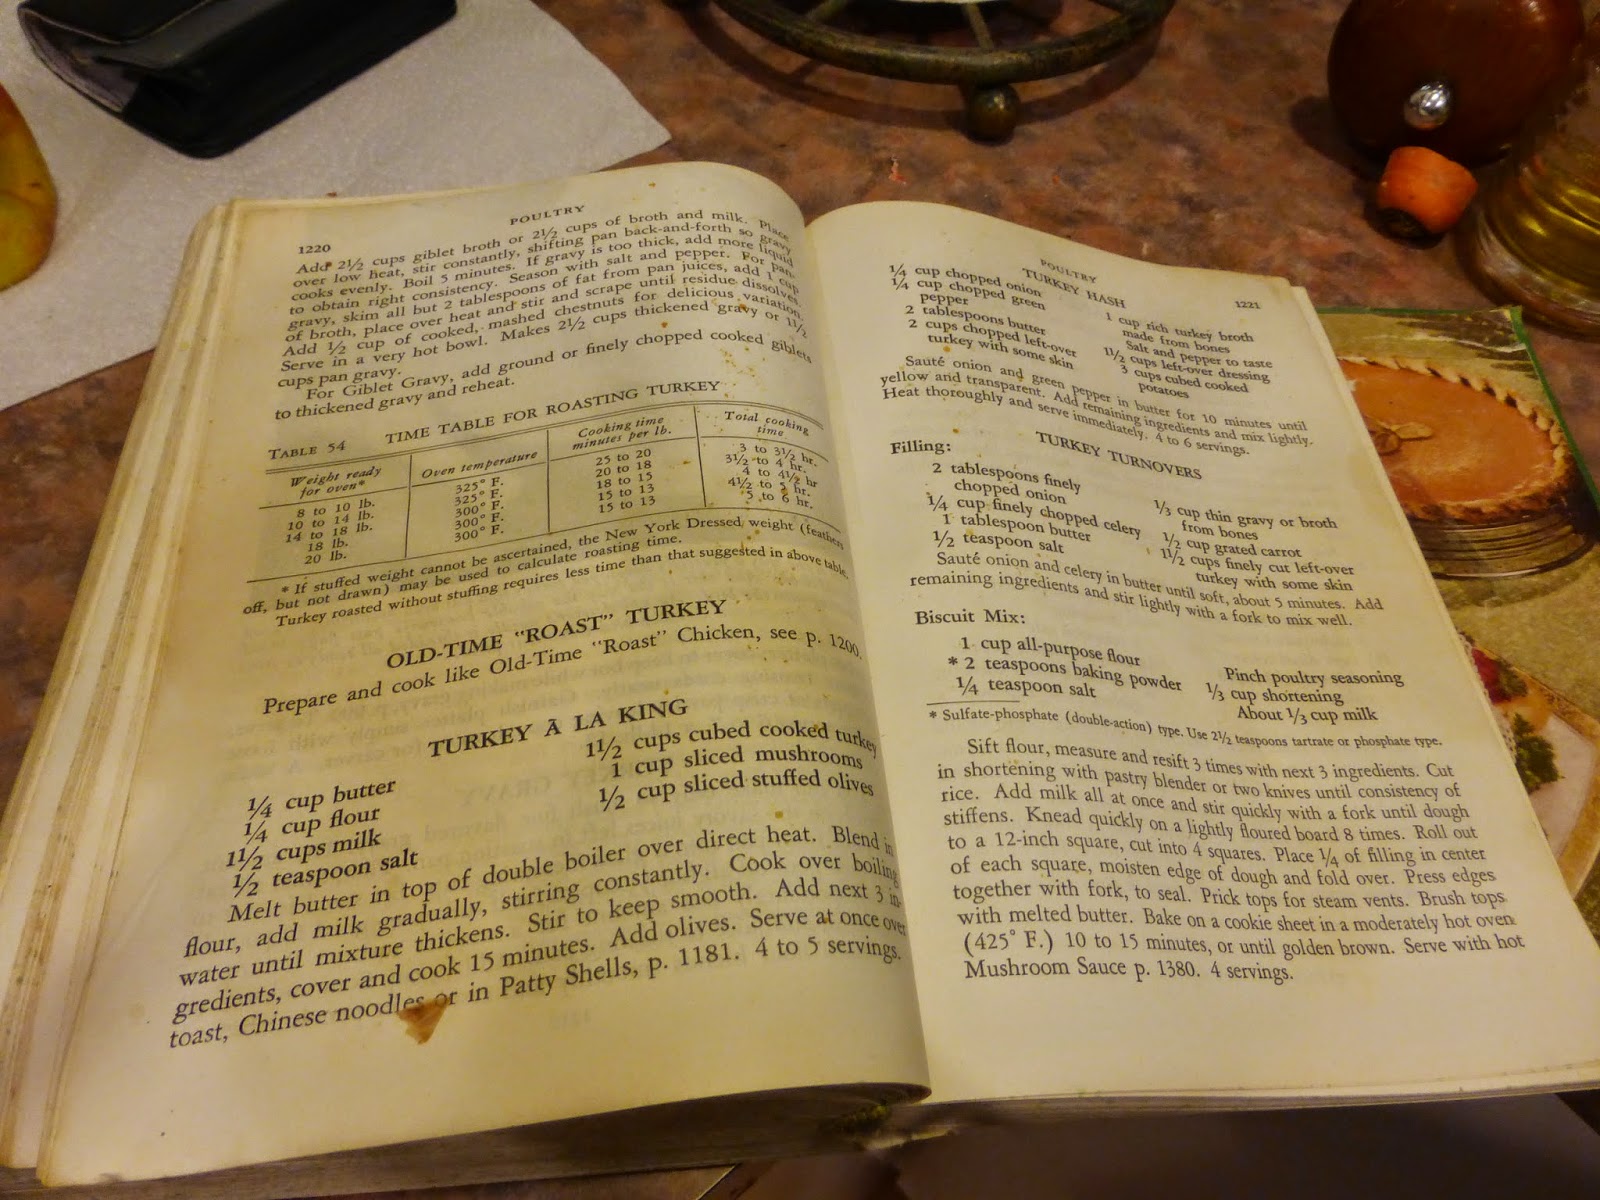 1220
POULTRY
Add 2½ cups giblet broth or 2½ cups of broth and milk. Place
over low heat, stir constantly, shifting pan back-and-forth so gravy
cooks evenly. Boil 5 minutes. If gravy is too thick, add more liquid
to obtain right consistency. Season with salt and pepper. For pan-
gravy, skim all but 2 tablespoons of fat from pan juices, add 1 cup
of broth, place over heat and stir and scrape until residue dissolves.
Add ½ cup of cooked, mashed chestnuts for delicious variation.
Serve in a very hot bowl. Makes 2½ cups thickened gravy or 1½
cups pan gravy.
For Giblet Gravy, add ground or finely chopped cooked giblets
to thickened gravy and reheat.
TABLE 54 TIME TABLE FOR ROASTING TURKEY
Weight ready for oven* Oven temperature Cooking time minutes per lb. Total cooking time
8 to 10 lb. 325° F. 25 to 20 3 to 3½ hr.
10 to 14 lb. 325° F. 20 to 18 3½ to 4 hr.
14 to 18 lb. 300° F. 18 to 15 4 to 4½ hr
18 lb. 300° F. 15 to 13 4½ to 5 hr.
20 lb. 300° F. 15 to 13 5 to 6 hr.
* If stuffed weight cannot be ascertained, the New York Dressed weight (feathers
off, but not drawn) may be used to calculate roasting time.
Turkey roasted without stuffing requires less time than that suggested in above table.
OLD-TIME "ROAST" TURKEY
Prepare and cook like Old-Time "Roast" Chicken, see p. 1200.
TURKEY Ā LA KING
¼ cup butter
¼ cup flour
1½ cups milk
½ teaspoon salt
1½ cups cubed cooked turkey
1 cup sliced mushrooms
½ cup sliced stuffed olives
Melt butter in top of double boiler over direct heat. Blend in
flour, add milk gradually, stirring constantly. Cook over boiling
water until mixture thickens. Stir to keep smooth. Add next 3 in-
gredients, cover and cook 15 minutes. Add olives. Serve at once over
toast, Chinese noodles or in Patty Shells, p. 1181. 4 to 5 servings.
POULTRY
1221
TURKEY HASH
¼ cup chopped onion
¼ cup chopped green
pepper
2 tablespoons butter
2 cups chopped left-over
turkey with some skin
1 cup rich turkey broth
made from bones
Salt and pepper to taste
1½ cups left-over dressing
3 cups cubed cooked
potatoes
Sauté onion and green pepper in butter for 10 minutes until
yellow and transparent. Add remaining ingredients and mix lightly.
Heat thoroughly and serve immediately. 4 to 6 servings.
TURKEY TURNOVERS
Filling:
2 tablespoons finely
chopped onion
¼ cup finely chopped celery
1 tablespoon butter
½ teaspoon salt
⅓ cup thin gravy or broth
from bones
½ cup grated carrot
1½ cups finely cut left-over
turkey with some skin
Sauté onion and celery in butter until soft, about 5 minutes. Add
remaining ingredients and stir lightly with a fork to mix well.
Biscuit Mix:
1 cup all-purpose flour
* 2 teaspoons baking powder
¼ teaspoon salt
Pinch poultry seasoning
⅓ cup shortening
About ⅓ cup milk
* Sulfate-phosphate (double-action) type. Use 2½ teaspoons tartrate or phosphate type.
Sift flour, measure and resift 3 times with next 3 ingredients. Cut
in shortening with pastry blender or two knives until consistency of
rice. Add milk all at once and stir quickly with a fork until dough
stiffens. Knead quickly on a lightly floured board 8 times. Roll out
to a 12-inch square, cut into 4 squares. Place ¼ of filling in center
of each square, moisten edge of dough and fold over. Press edges
together with fork, to seal. Prick tops for steam vents. Brush tops
with melted butter. Bake on a cookie sheet in a moderately hot oven
(425° F.) 10 to 15 minutes, or until golden brown. Serve with hot
Mushroom Sauce p. 1380. 4 servings.